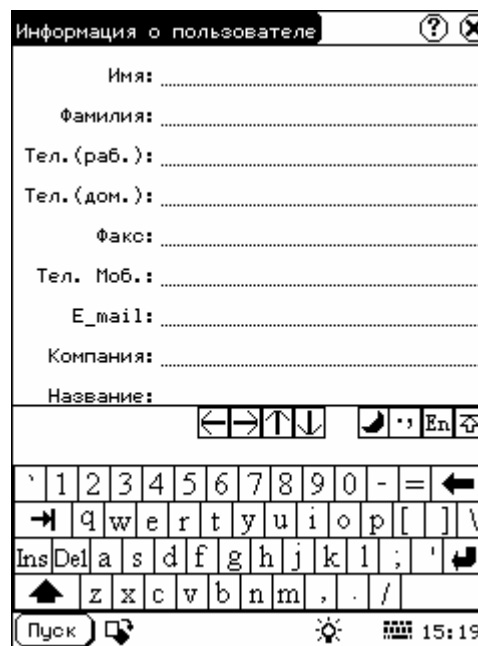 Информация о пользователе ?
Имя:
Фамилия:
Тел.(раб.):
Тел.(дом.):
Факс:
Тел. Моб.:
E_mail:
Компания:
Название:
., En
` 1 2 3 4 5 6 7 8 9 0 - =
q w e r t y u i o p [ ] \
Ins Del a s d f g h j k l ; '
z x c v b n m , . /
Пуск 15:19